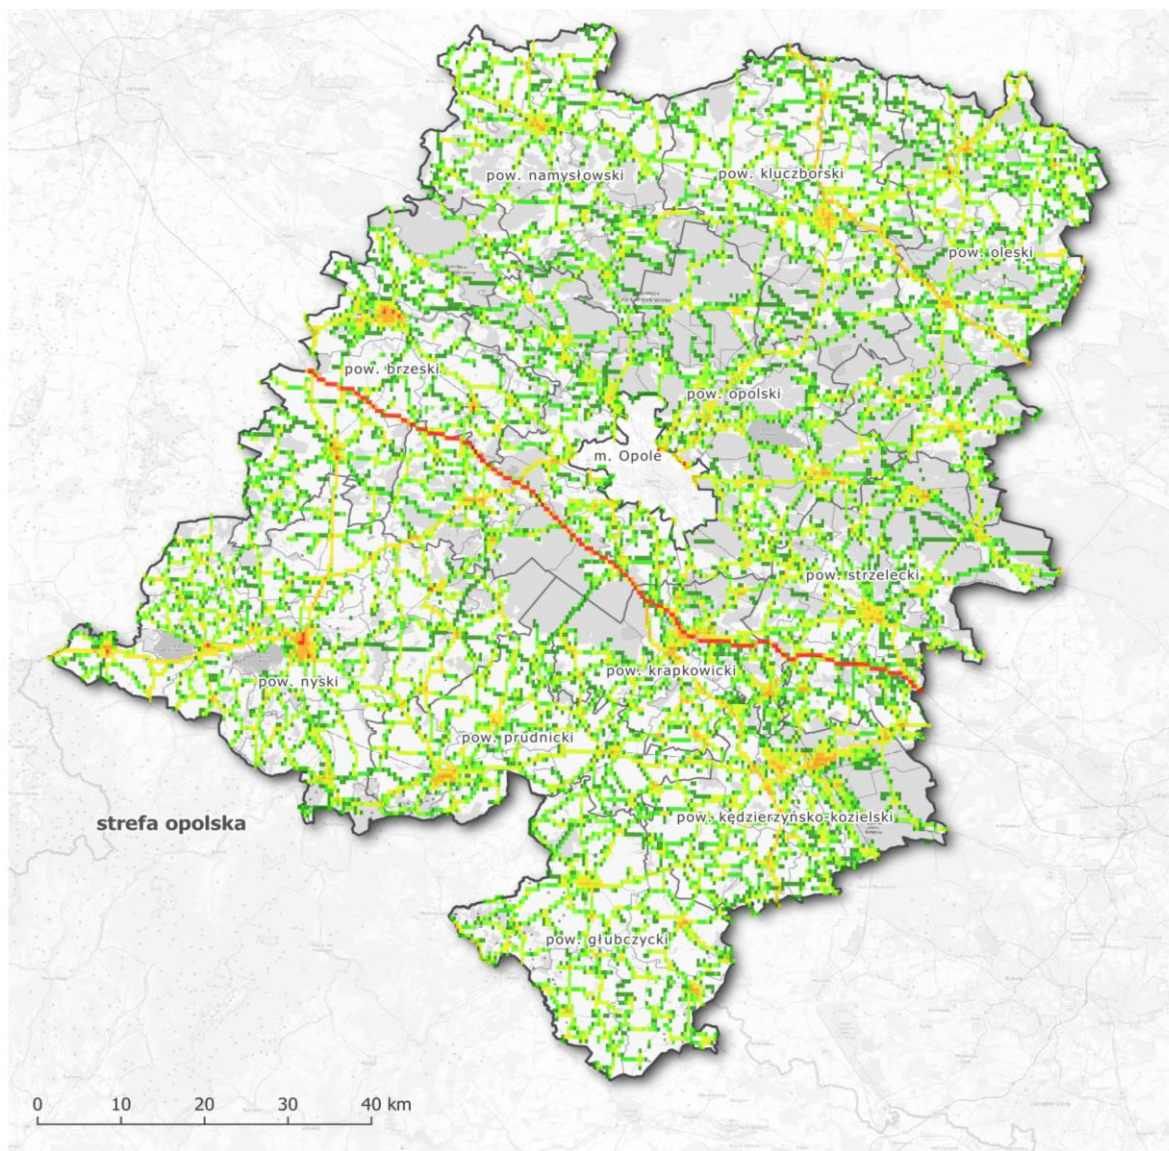 pow. namysłowski
pow. kluczborski
pow. oleski
pow. brzeski
pow. opolski
m. Opole
pow. strzelecki
pow. krapkowicki
pow. nyski
pow. prudnicki
strefa opolska
pow. kędzierzyńsko-kozielski
pow. głubczycki
0 10 20 30 40 km